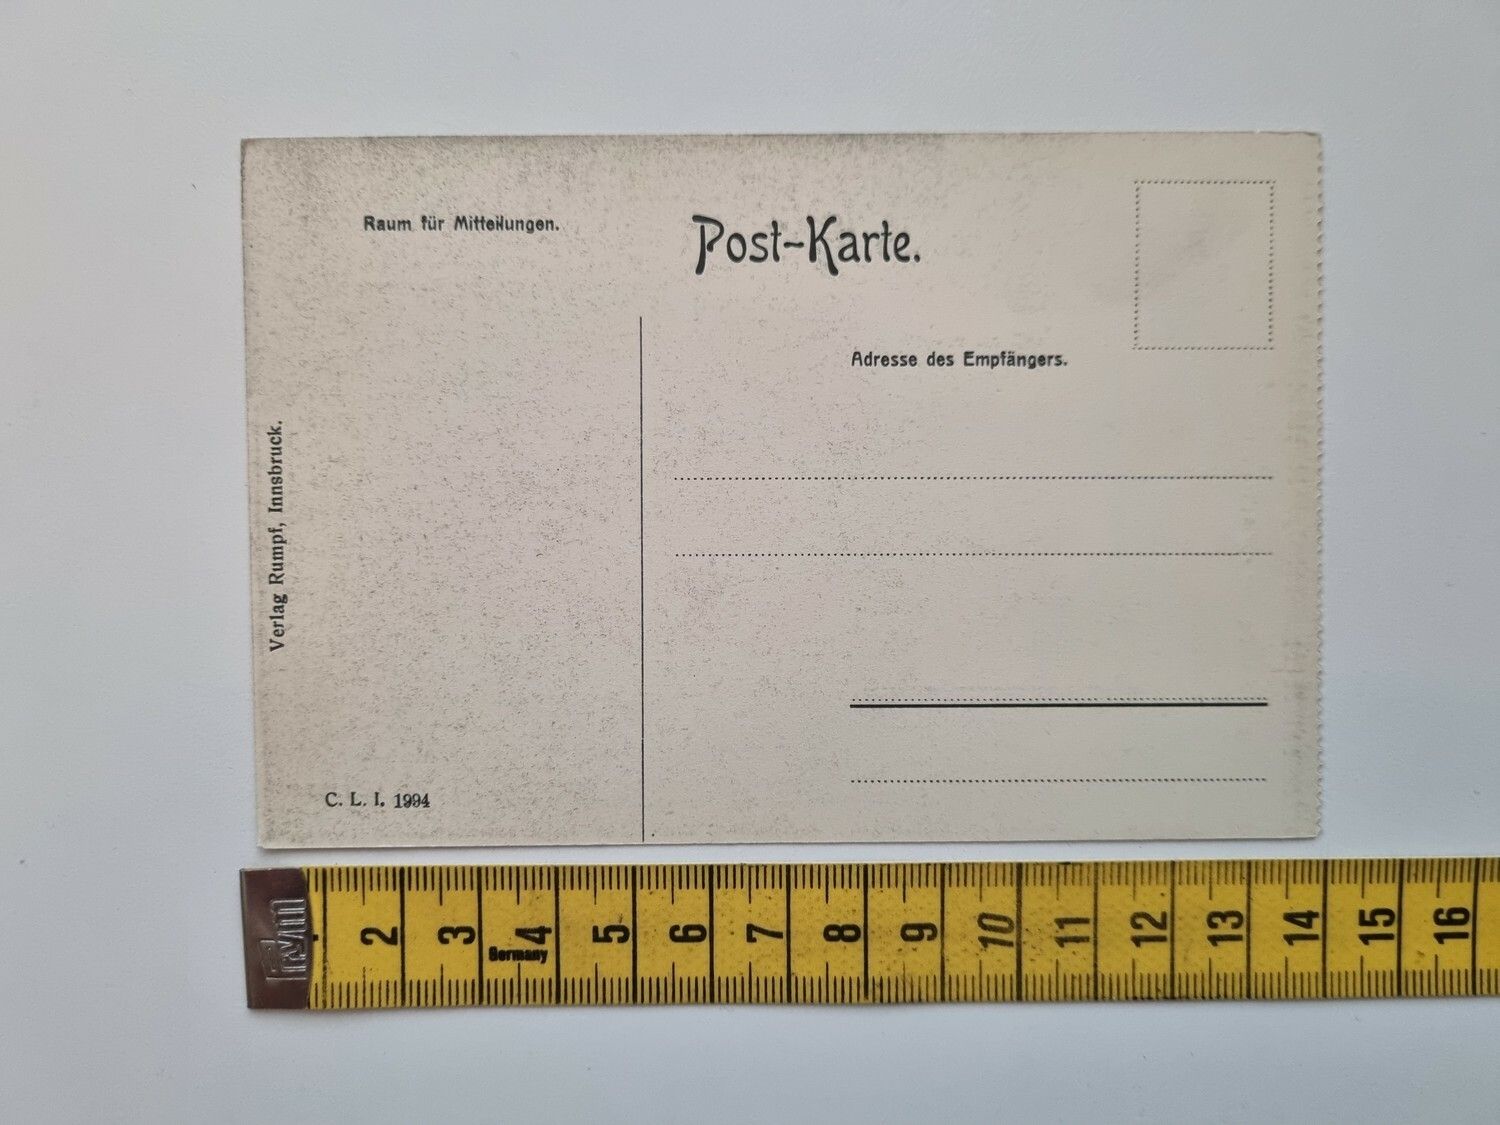 Raum für Mitteilungen.
Post-Karte.
Adresse des Empfängers.
Verlag Rumpf, Innsbruck.
C. L. I. 1994
2 3 4 5 6 7 8 9 10 11 12 13 14 15 16
Germany